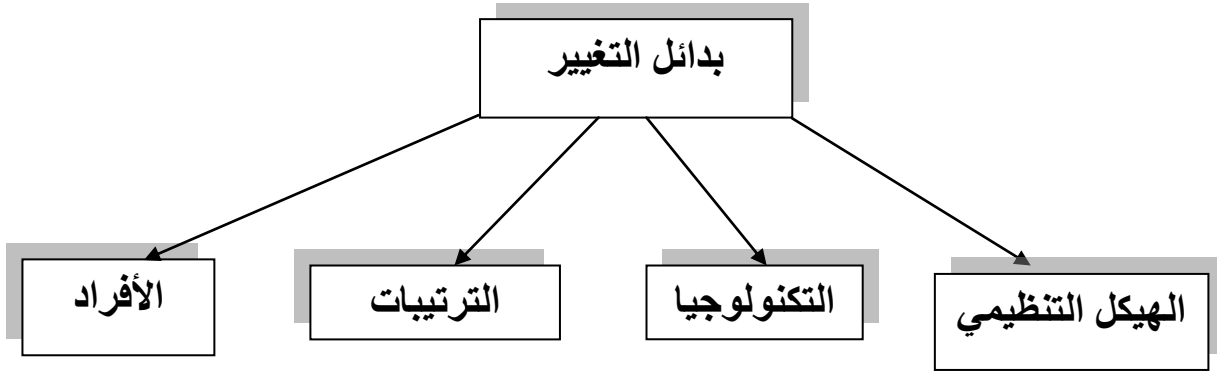 بدائل التغيير
الهيكل التنظيمي
التكنولوجيا
الترتيبات
الأفراد